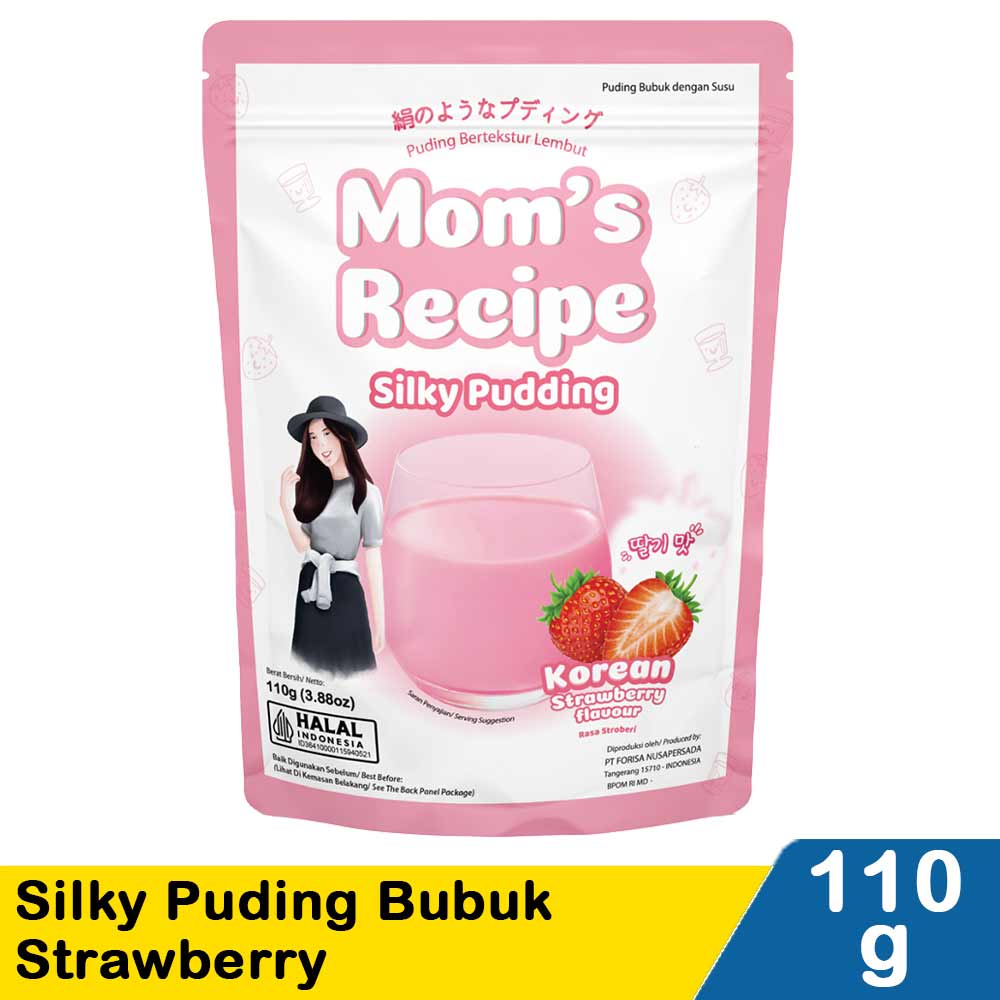 Puding Bubuk dengan Susu
絹のようなプディング
Puding Bertekstur Lembut
Mom's
Recipe
Silky Pudding
딸기 맛
Korean
Strawberry
flavour
Rasa Stroberi
Berat Bersih/ Netto:
110g (3.88oz)
HALAL
INDONESIA
ID36410000115940521
Saran Penyajian/ Serving Suggestion
Diproduksi oleh/ Produced by:
PT FORISA NUSAPERSADA
Tangerang 15710 - INDONESIA
BPOM RI MD -
Baik Digunakan Sebelum/ Best Before:
(Lihat Di Kemasan Belakang/ See The Back Panel Package)
Silky Puding Bubuk
Strawberry
110
g